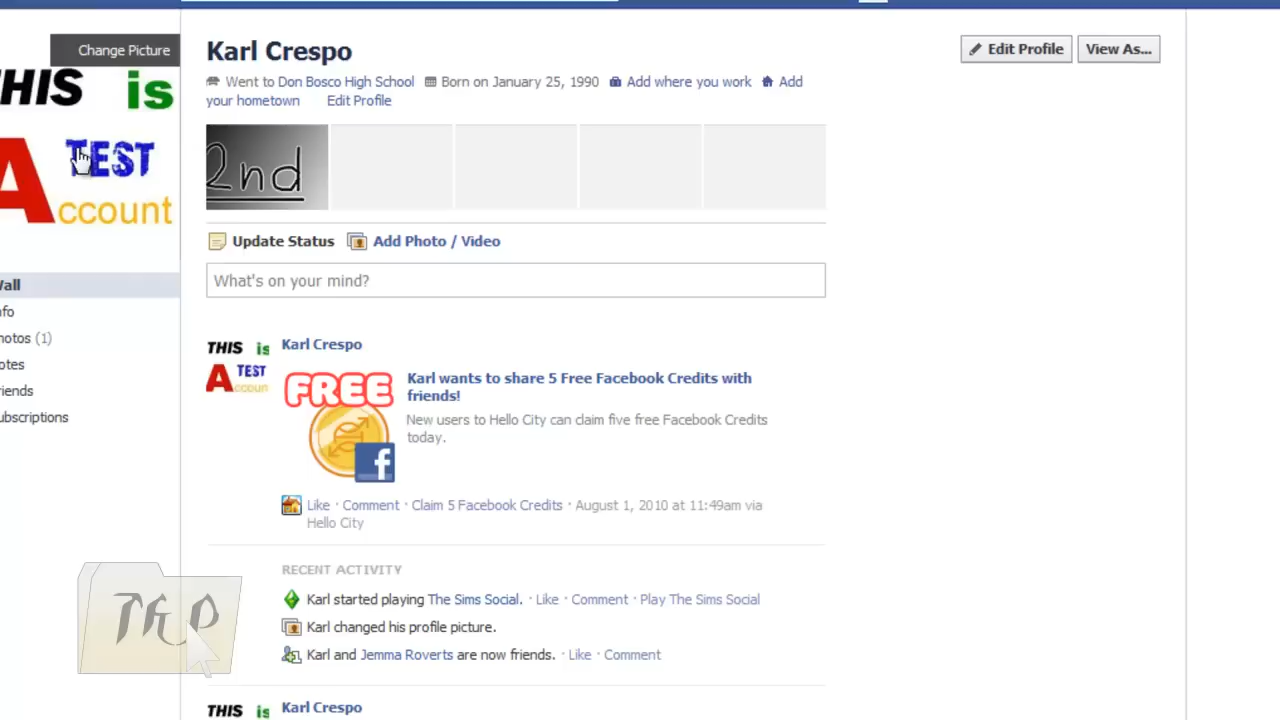 Change Picture
THIS is
A TEST
Account
Karl Crespo
Edit Profile
View As...
Went to Don Bosco High School Born on January 25, 1990 Add where you work Add
your hometown Edit Profile
2nd
Update Status Add Photo / Video
What's on your mind?
Wall
nfo
hotos (1)
otes
riends
ubscriptions
THIS is
A TEST
ccount
Karl Crespo
FREE
f
Karl wants to share 5 Free Facebook Credits with
friends!
New users to Hello City can claim five free Facebook Credits
today.
Like · Comment · Claim 5 Facebook Credits · August 1, 2010 at 11:49am via
Hello City
RECENT ACTIVITY
Karl started playing The Sims Social. · Like · Comment · Play The Sims Social
Karl changed his profile picture.
Karl and Jemma Roverts are now friends. · Like · Comment
TKP
THIS is
Karl Crespo